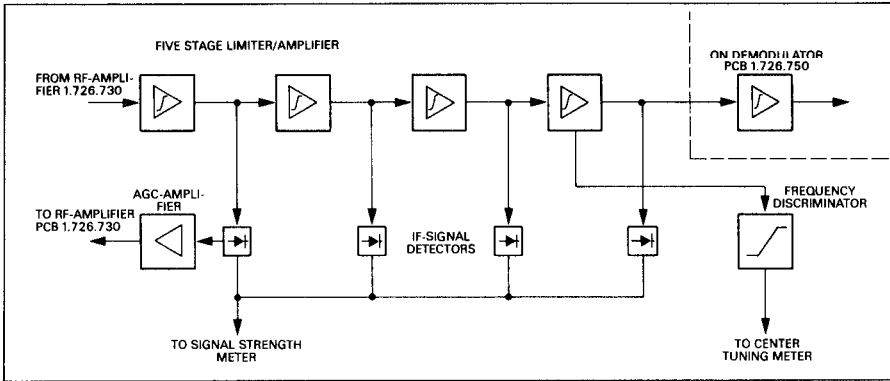 FIVE STAGE LIMITER/AMPLIFIER
ON DEMODULATOR
PCB 1.726.750
FROM RF-AMPLI-
FIER 1.726.730
AGC-AMPLI-
FIER
TO RF-AMPLIFIER
PCB 1.726.730
IF-SIGNAL
DETECTORS
FREQUENCY
DISCRIMINATOR
TO SIGNAL STRENGTH
METER
TO CENTER
TUNING METER